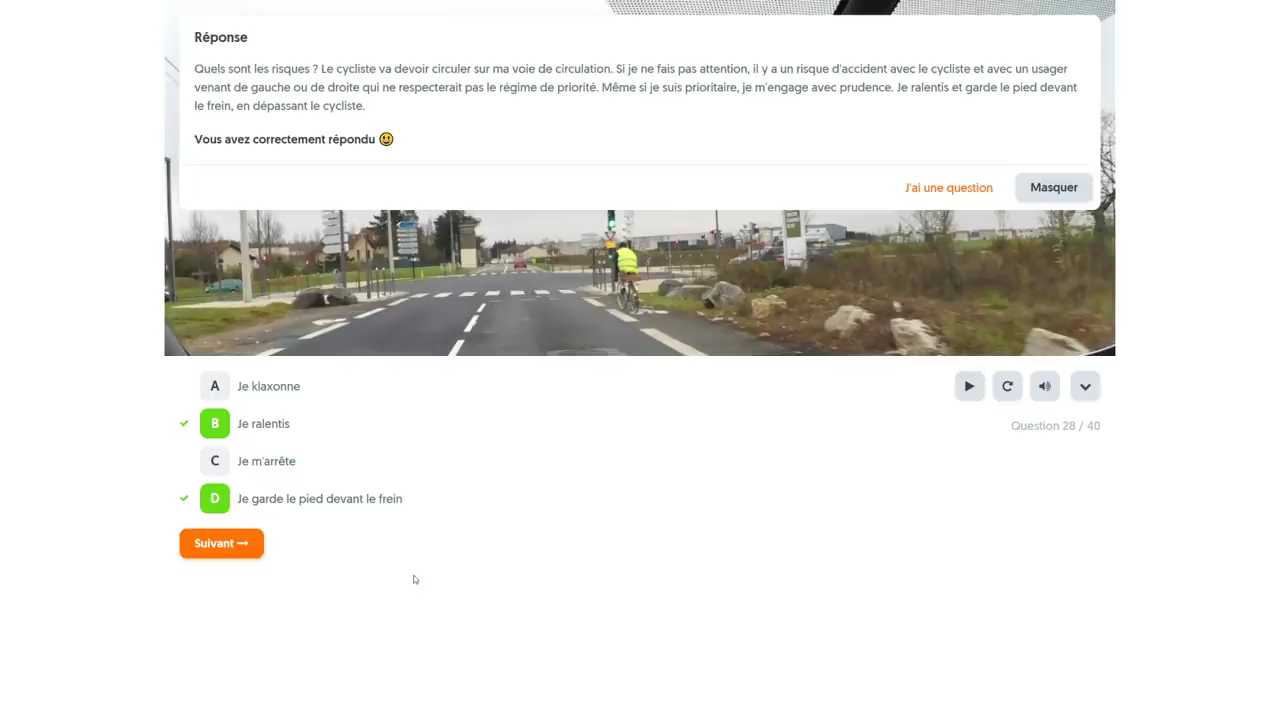 Réponse
Quels sont les risques ? Le cycliste va devoir circuler sur ma voie de circulation. Si je ne fais pas attention, il y a un risque d'accident avec le cycliste et avec un usager
venant de gauche ou de droite qui ne respecterait pas le régime de priorité. Même si je suis prioritaire, je m'engage avec prudence. Je ralentis et garde le pied devant
le frein, en dépassant le cycliste.
Vous avez correctement répondu 😃
J'ai une question
Masquer
A Je klaxonne
B Je ralentis
Question 28 / 40
C Je m'arrête
D Je garde le pied devant le frein
Suivant →